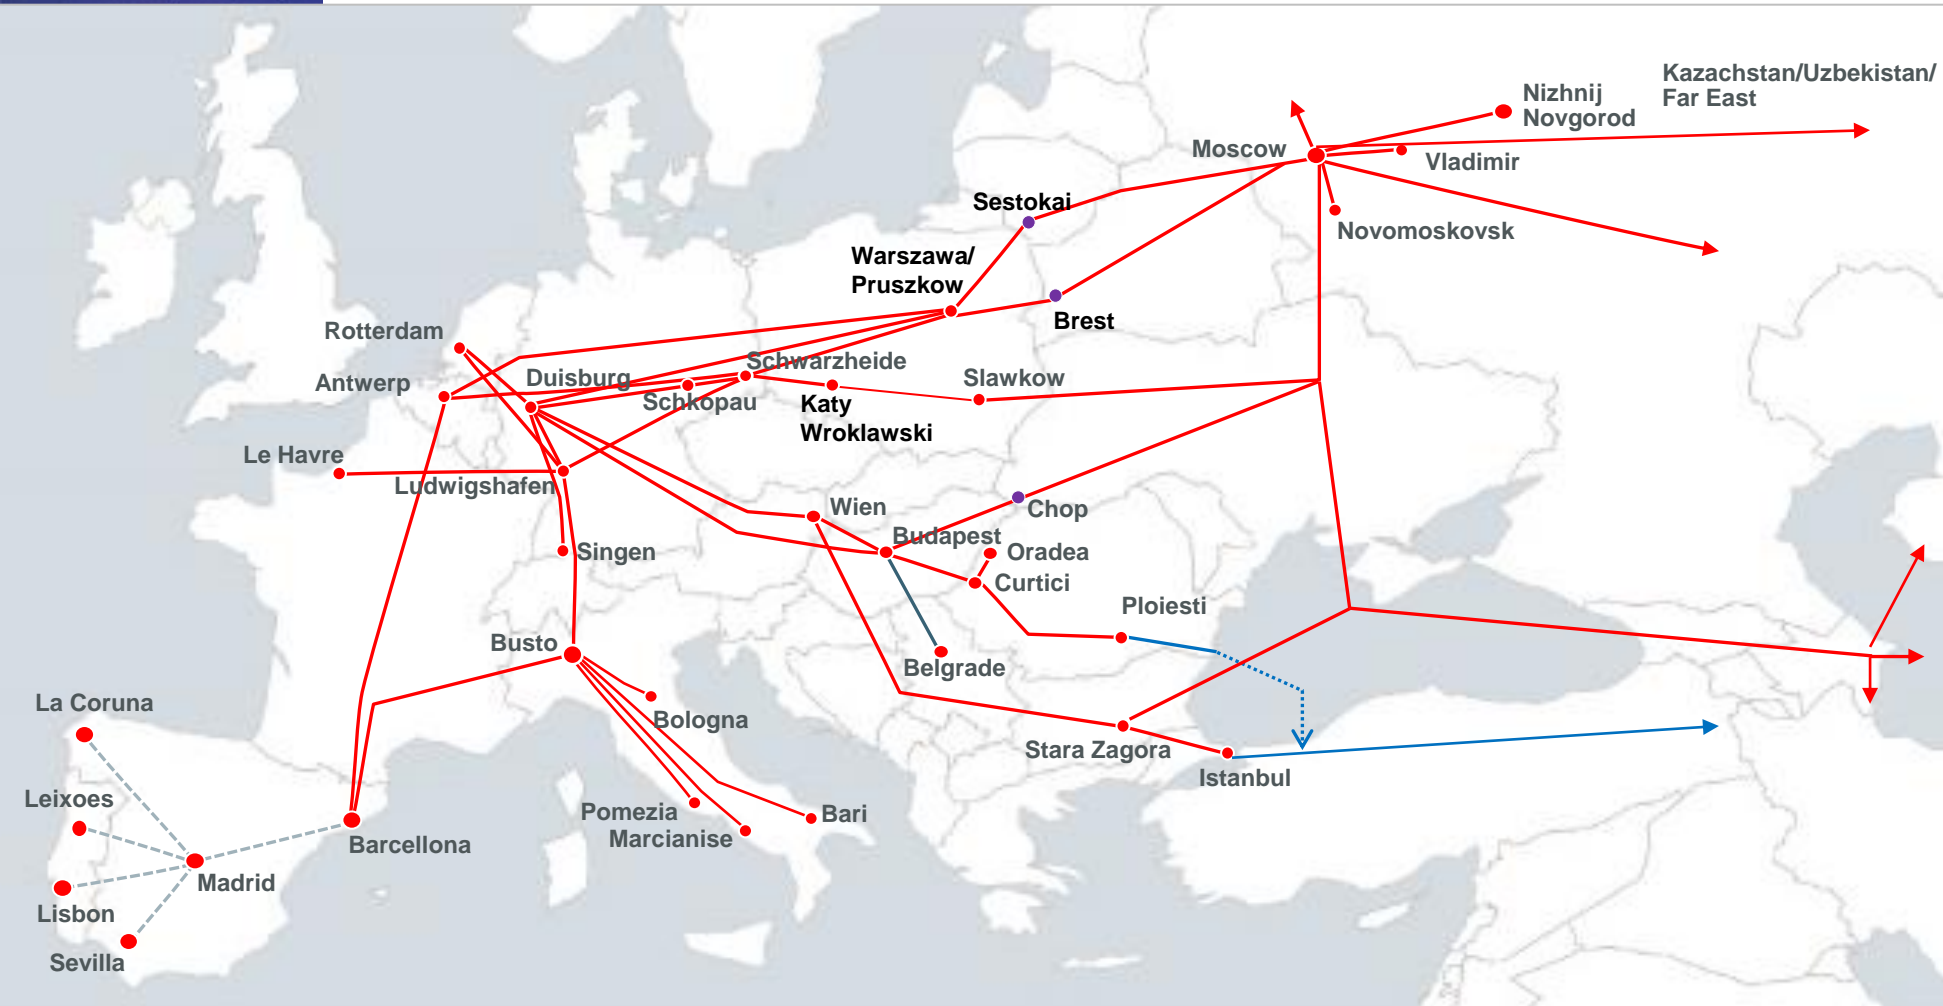 Kazachstan/Uzbekistan/
Far East
Nizhnij
Novgorod
Moscow
Vladimir
Sestokai
Novomoskovsk
Warszawa/
Pruszkow
Brest
Rotterdam
Schwarzheide
Antwerp
Duisburg
Slawkow
Schkopau
Katy
Wroklawski
Le Havre
Ludwigshafen
Wien
Chop
Budapest
Singen
Oradea
Curtici
Ploiesti
Busto
Belgrade
La Coruna
Bologna
Stara Zagora
Istanbul
Leixoes
Pomezia
Bari
Marcianise
Barcellona
Madrid
Lisbon
Sevilla